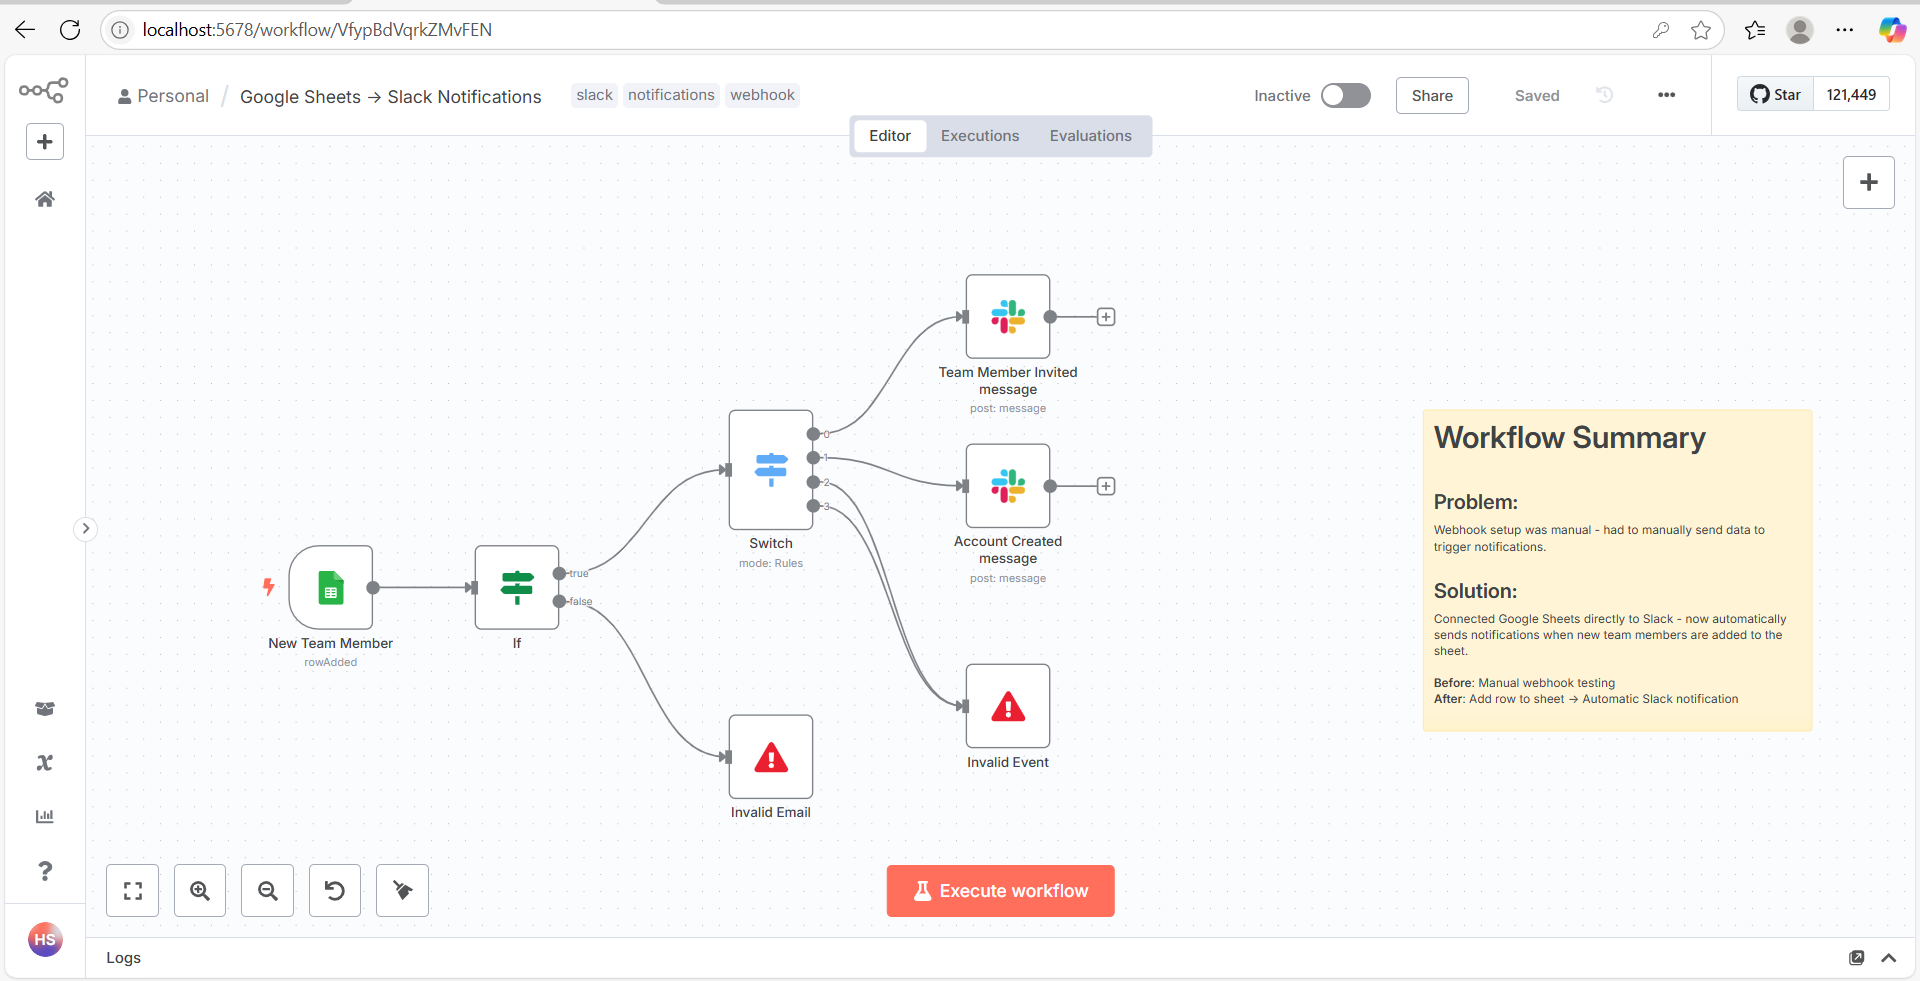 localhost:5678/workflow/VfypBdVqrkZMvFEN
Personal / Google Sheets → Slack Notifications slack notifications webhook
Inactive Share Saved ••• Star 121,449
Editor Executions Evaluations
Team Member Invited
message
post: message
0
1
2
3
Switch
mode: Rules
Account Created
message
post: message
true
false
New Team Member
rowAdded
If
Invalid Event
Invalid Email
Workflow Summary
Problem:
Webhook setup was manual - had to manually send data to
trigger notifications.
Solution:
Connected Google Sheets directly to Slack - now automatically
sends notifications when new team members are added to the
sheet.
Before: Manual webhook testing
After: Add row to sheet → Automatic Slack notification
Execute workflow
HS
Logs